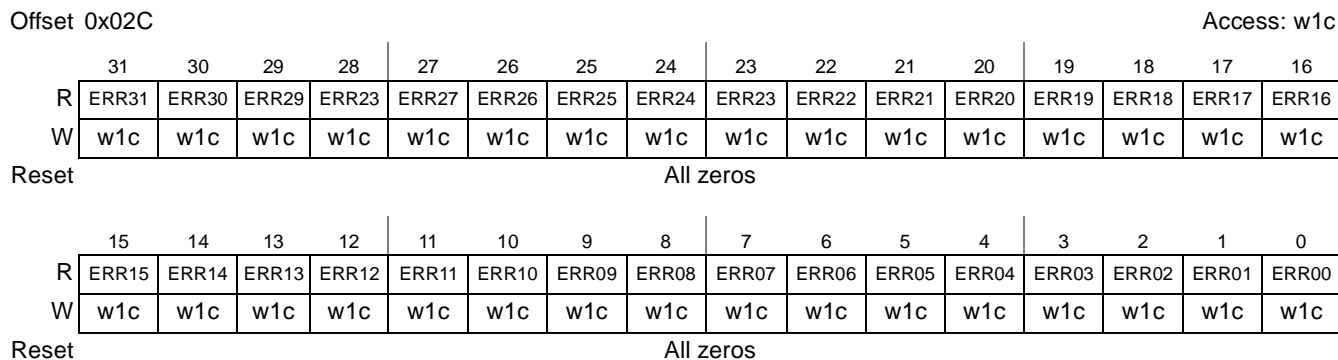 Offset 0x02C Access: w1c
31 30 29 28 27 26 25 24 23 22 21 20 19 18 17 16
R ERR31 ERR30 ERR29 ERR23 ERR27 ERR26 ERR25 ERR24 ERR23 ERR22 ERR21 ERR20 ERR19 ERR18 ERR17 ERR16
W w1c w1c w1c w1c w1c w1c w1c w1c w1c w1c w1c w1c w1c w1c w1c w1c
Reset All zeros
15 14 13 12 11 10 9 8 7 6 5 4 3 2 1 0
R ERR15 ERR14 ERR13 ERR12 ERR11 ERR10 ERR09 ERR08 ERR07 ERR06 ERR05 ERR04 ERR03 ERR02 ERR01 ERR00
W w1c w1c w1c w1c w1c w1c w1c w1c w1c w1c w1c w1c w1c w1c w1c w1c
Reset All zeros